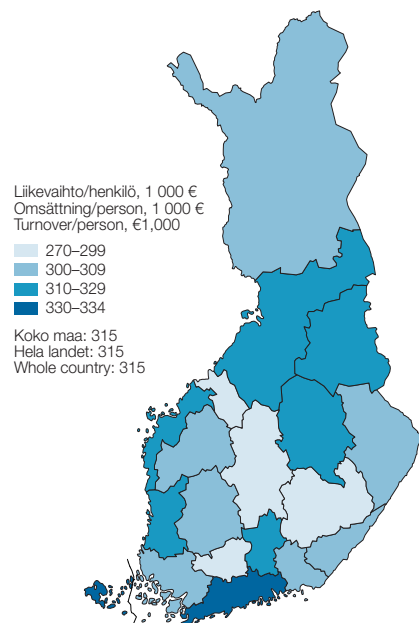 Liikevaihto/henkilö, 1 000 €
Omsättning/person, 1 000 €
Turnover/person, €1,000
270–299
300–309
310–329
330–334
Koko maa: 315
Hela landet: 315
Whole country: 315